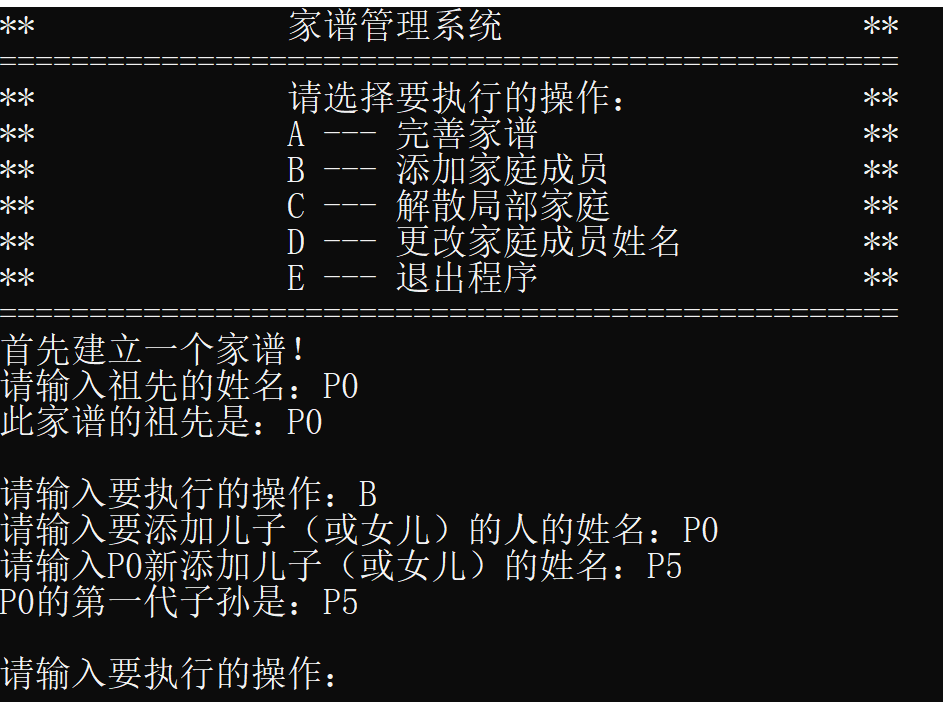 ** 家谱管理系统 **
==================================================
** 请选择要执行的操作： **
** A --- 完善家谱 **
** B --- 添加家庭成员 **
** C --- 解散局部家庭 **
** D --- 更改家庭成员姓名 **
** E --- 退出程序 **
==================================================
首先建立一个家谱！
请输入祖先的姓名：P0
此家谱的祖先是：P0
请输入要执行的操作：B
请输入要添加儿子（或女儿）的人的姓名：P0
请输入P0新添加儿子（或女儿）的姓名：P5
P0的第一代子孙是：P5
请输入要执行的操作：